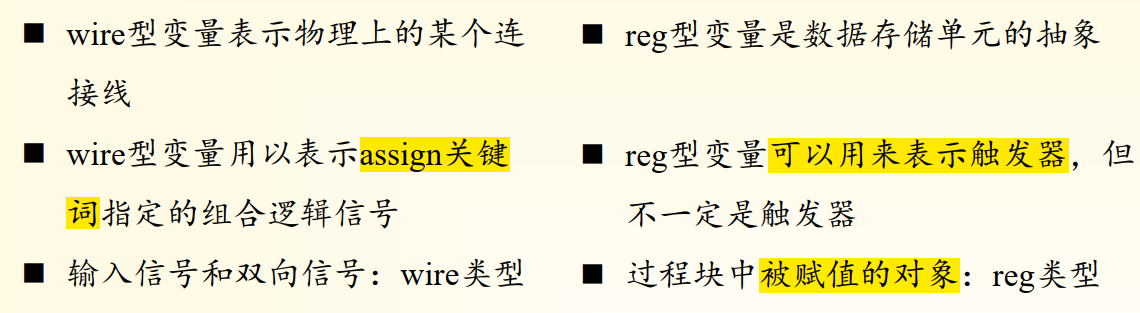 ■ wire型变量表示物理上的某个连
接线
■ wire型变量用以表示assign关键
词指定的组合逻辑信号
■ 输入信号和双向信号：wire类型
■ reg型变量是数据存储单元的抽象
■ reg型变量可以用来表示触发器，但
不一定是触发器
■ 过程块中被赋值的对象：reg类型